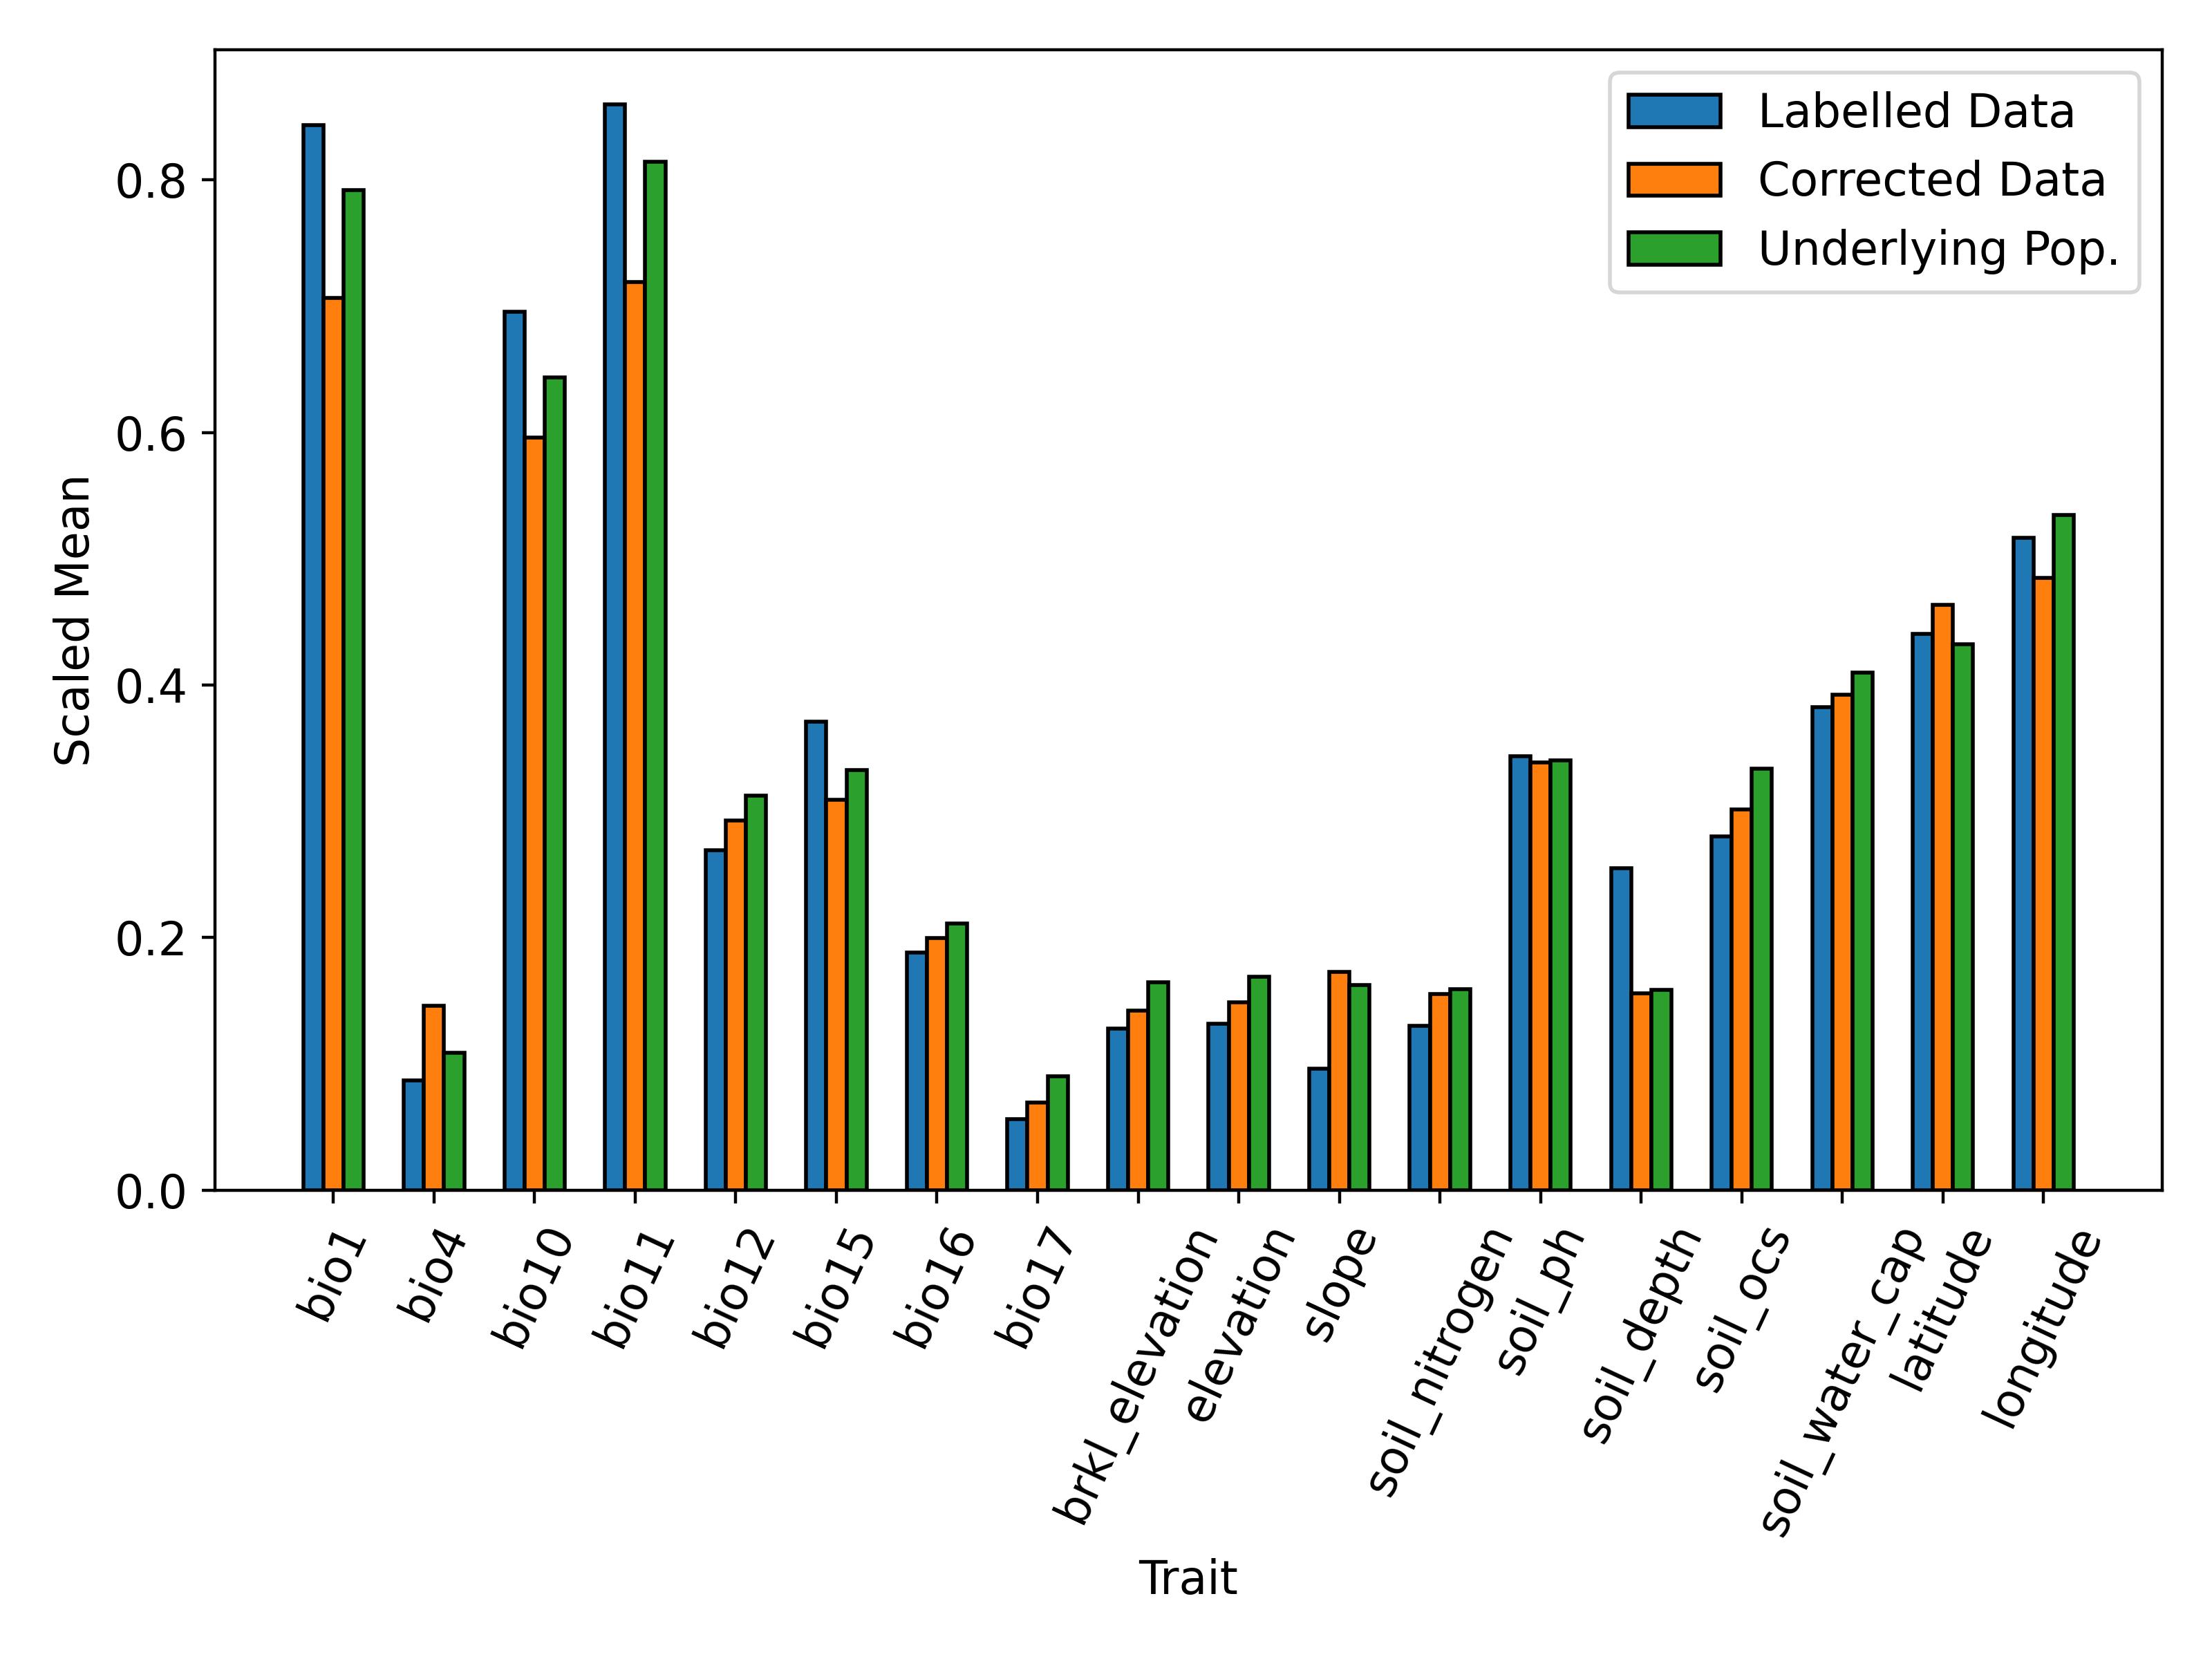 Labelled Data
Corrected Data
Underlying Pop.
Scaled Mean
0.8
0.6
0.4
0.2
0.0
bio1
bio4
bio10
bio11
bio12
bio15
bio16
bio17
brkl_elevation
elevation
slope
soil_nitrogen
soil_ph
soil_depth
soil_ocs
soil_water_cap
latitude
longitude
Trait